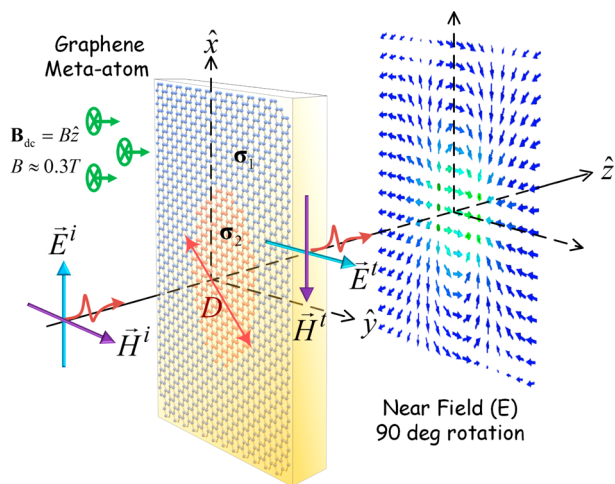 Graphene
Meta-atom
x̂
B_dc = Bẑ
B ≈ 0.3T
σ₁
σ₂
ẑ
E⃗ⁱ
E⃗ᵗ
D
H⃗ⁱ
H⃗ᵗ
ŷ
Near Field (E)
90 deg rotation